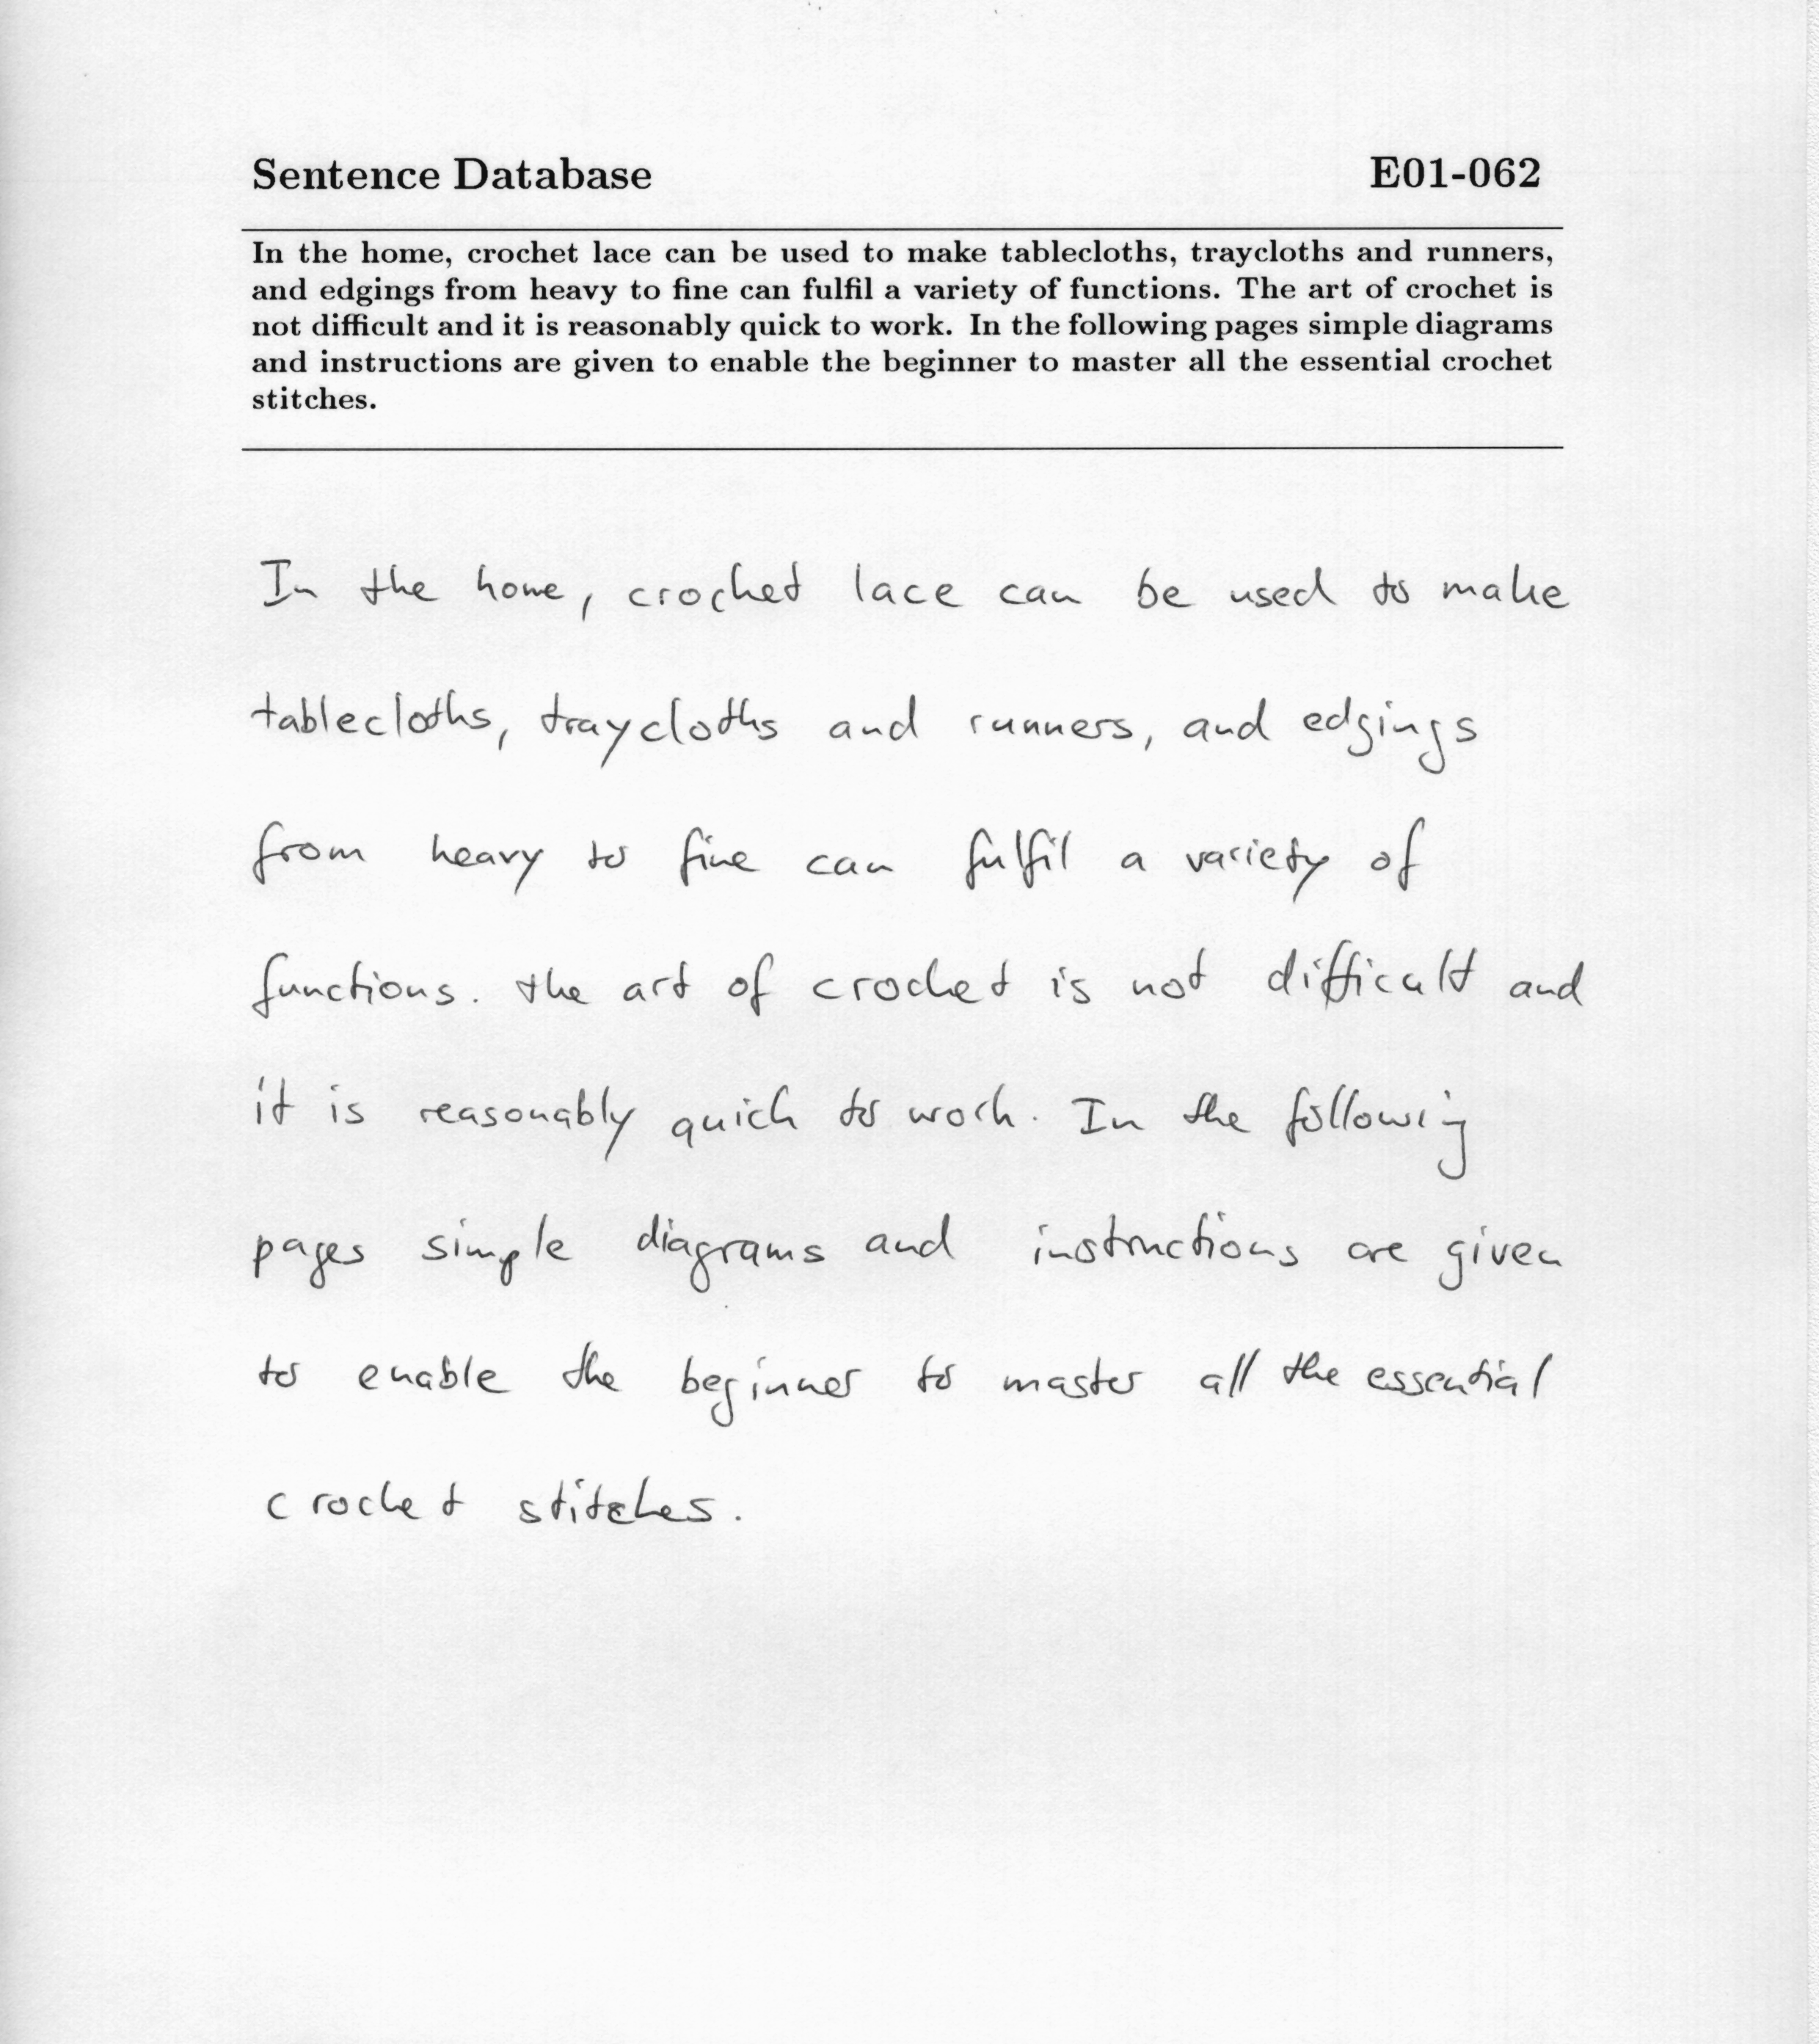 Sentence Database E01-062
In the home, crochet lace can be used to make tablecloths, traycloths and runners,
and edgings from heavy to fine can fulfil a variety of functions. The art of crochet is
not difficult and it is reasonably quick to work. In the following pages simple diagrams
and instructions are given to enable the beginner to master all the essential crochet
stitches.
In the home, crochet lace can be used to make
tablecloths, traycloths and runners, and edgings
from heavy to fine can fulfil a variety of
functions. the art of crochet is not difficult and
it is reasonably quick to work. In the following
pages simple diagrams and instructions are given
to enable the beginner to master all the essential
crochet stitches.